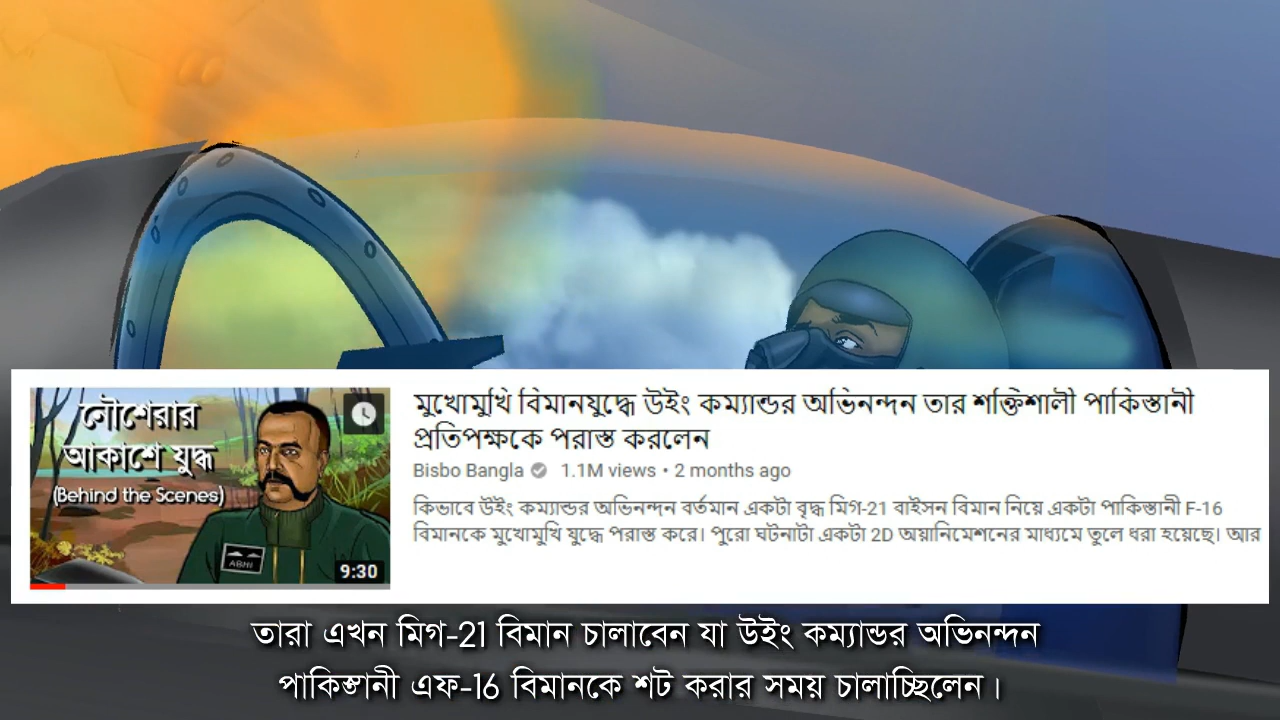 নৌশেরার
আকাশে যুদ্ধ
(Behind the Scenes)
ABHI
9:30
মুখোমুখি বিমানযুদ্ধে উইং কম্যান্ডর অভিনন্দন তার শক্তিশালী পাকিস্তানী
প্রতিপক্ষকে পরাস্ত করলেন
Bisbo Bangla 1.1M views • 2 months ago
কিভাবে উইং কম্যান্ডর অভিনন্দন বর্তমান একটা বৃদ্ধ মিগ-21 বাইসন বিমান নিয়ে একটা পাকিস্তানী F-16
বিমানকে মুখোমুখি যুদ্ধে পরাস্ত করে। পুরো ঘটনাটা একটা 2D অ্যানিমেশনের মাধ্যমে তুলে ধরা হয়েছে। আর
তারা এখন মিগ-21 বিমান চালাবেন যা উইং কম্যান্ডর অভিনন্দন
পাকিস্তানী এফ-16 বিমানকে শট করার সময় চালাচ্ছিলেন।